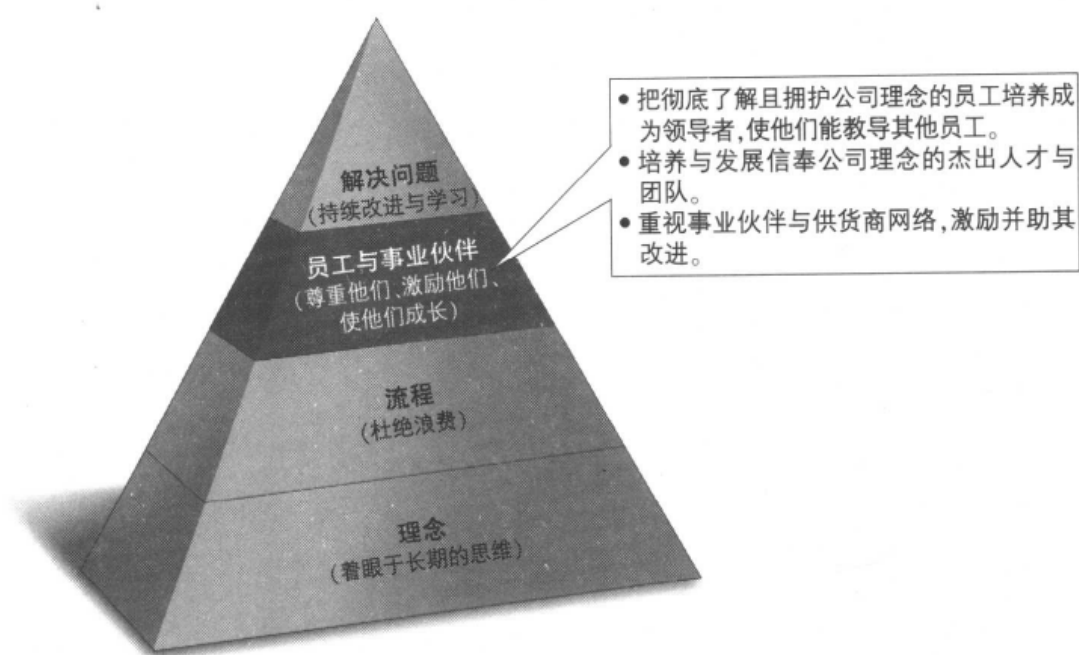 解决问题
(持续改进与学习)
员工与事业伙伴
(尊重他们、激励他们、
使他们成长)
流程
(杜绝浪费)
理念
(着眼于长期的思维)
• 把彻底了解且拥护公司理念的员工培养成
为领导者,使他们能教导其他员工。
• 培养与发展信奉公司理念的杰出人才与
团队。
• 重视事业伙伴与供货商网络,激励并助其
改进。